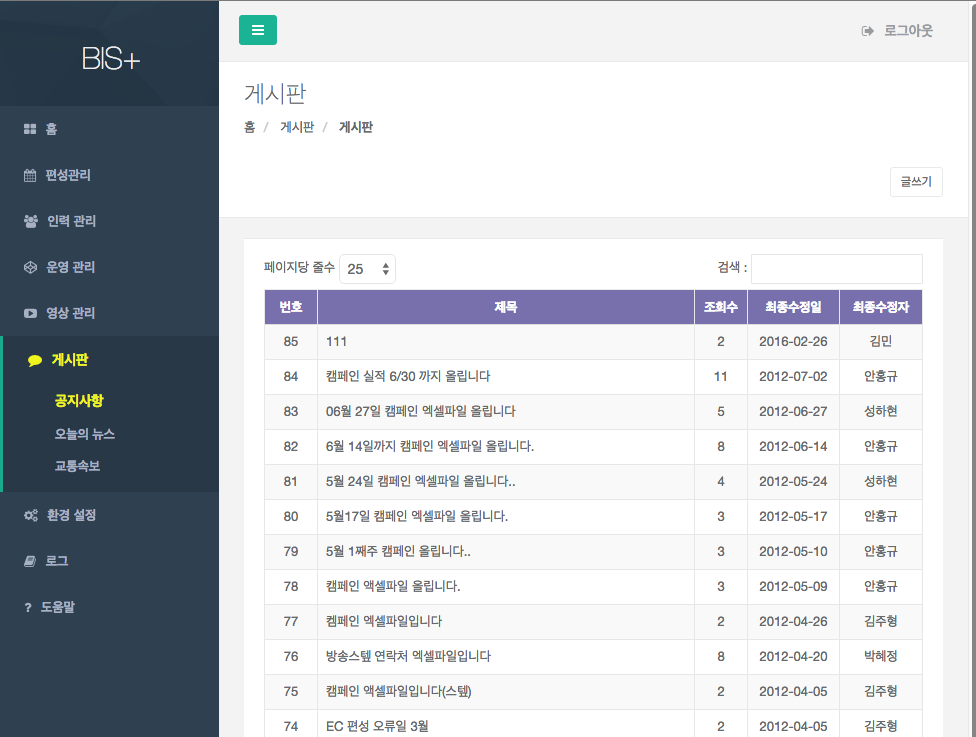 BIS+
홈
편성관리
인력 관리
운영 관리
영상 관리
게시판
공지사항
오늘의 뉴스
교통속보
환경 설정
로그
? 도움말
로그아웃
게시판
홈 / 게시판 / 게시판
글쓰기
페이지당 줄수 25 검색 :
번호 제목 조회수 최종수정일 최종수정자
85 111 2 2016-02-26 김민
84 캠페인 실적 6/30 까지 올립니다 11 2012-07-02 안홍규
83 06월 27일 캠페인 엑셀파일 올립니다 5 2012-06-27 성하현
82 6월 14일까지 캠페인 엑셀파일 올립니다. 8 2012-06-14 안홍규
81 5월 24일 캠페인 엑셀파일 올립니다.. 4 2012-05-24 성하현
80 5월17일 캠페인 엑셀파일 올립니다. 3 2012-05-17 안홍규
79 5월 1째주 캠페인 올립니다.. 3 2012-05-10 안홍규
78 캠페인 액셀파일 올립니다. 3 2012-05-09 안홍규
77 켐페인 엑셀파일입니다 2 2012-04-26 김주형
76 방송스텦 연락처 엑셀파일입니다 8 2012-04-20 박혜정
75 캠페인 액셀파일입니다(스텦) 2 2012-04-05 김주형
74 EC 편성 오류일 3월 2 2012-04-05 김주형